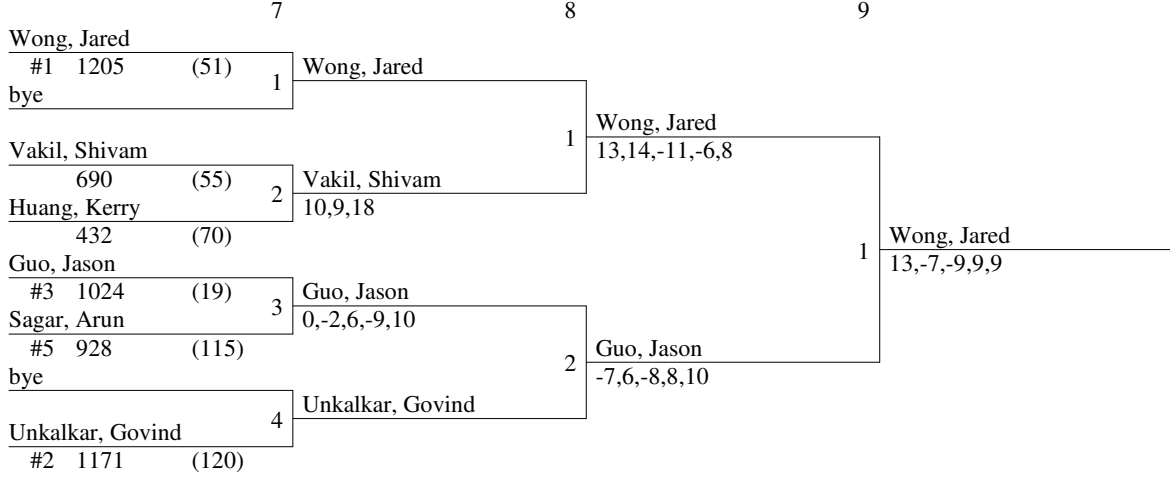 7 8 9
Wong, Jared
#1 1205 (51)
1
Wong, Jared
bye
Vakil, Shivam
690 (55)
2
Vakil, Shivam
10,9,18
Huang, Kerry
432 (70)
1
Wong, Jared
13,14,-11,-6,8
Guo, Jason
#3 1024 (19)
3
Guo, Jason
0,-2,6,-9,10
Sagar, Arun
#5 928 (115)
bye
4
Unkalkar, Govind
Unkalkar, Govind
#2 1171 (120)
2
Guo, Jason
-7,6,-8,8,10
1
Wong, Jared
13,-7,-9,9,9